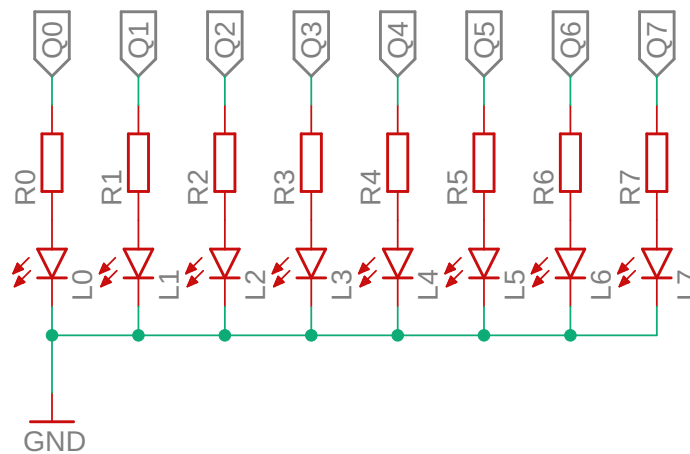 Q0 Q1 Q2 Q3 Q4 Q5 Q6 Q7
R0 R1 R2 R3 R4 R5 R6 R7
L0 L1 L2 L3 L4 L5 L6 L7
GND